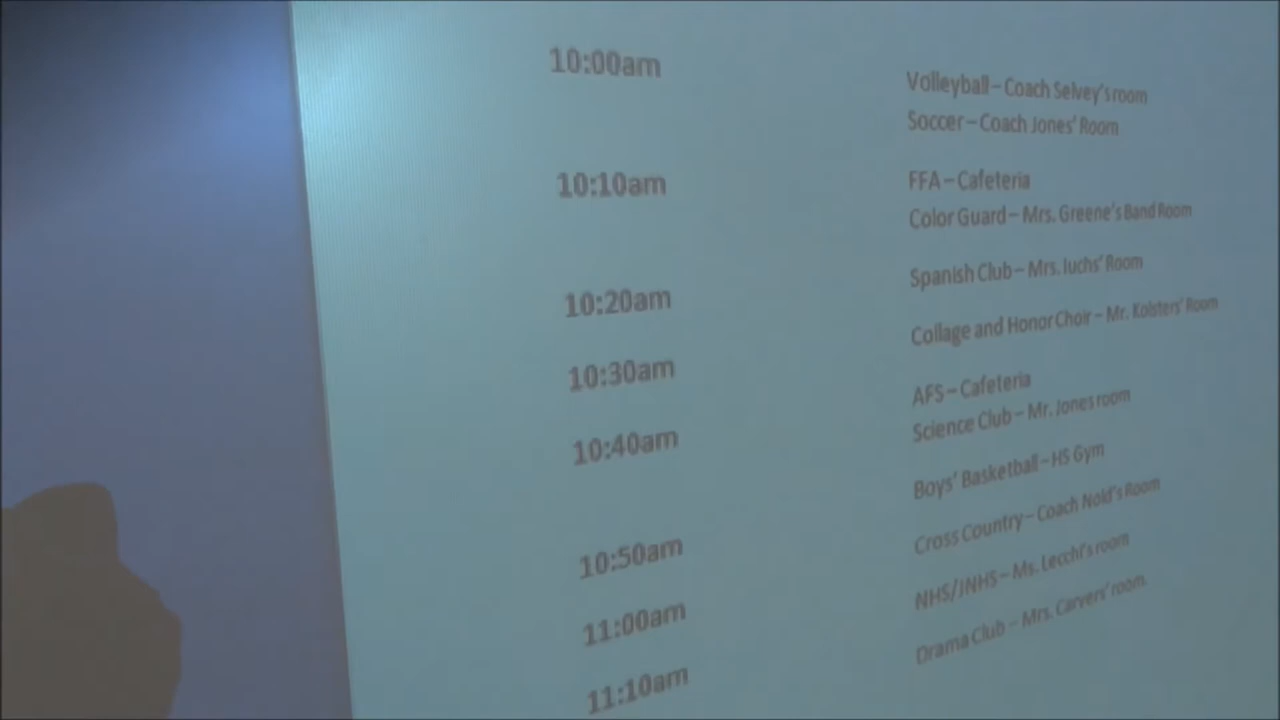 10:00am
Volleyball – Coach Selvey's room
Soccer – Coach Jones' Room
10:10am
FFA – Cafeteria
Color Guard – Mrs. Greene's Band Room
10:20am
Spanish Club – Mrs. Iuchs' Room
10:30am
Collage and Honor Choir – Mr. Kolsters' Room
10:40am
AFS – Cafeteria
Science Club – Mr. Jones room
10:50am
Boys' Basketball – HS Gym
11:00am
Cross Country – Coach Nold's Room
11:10am
NHS/JNHS – Ms. Lecchi's room
Drama Club – Mrs. Carvers' room.